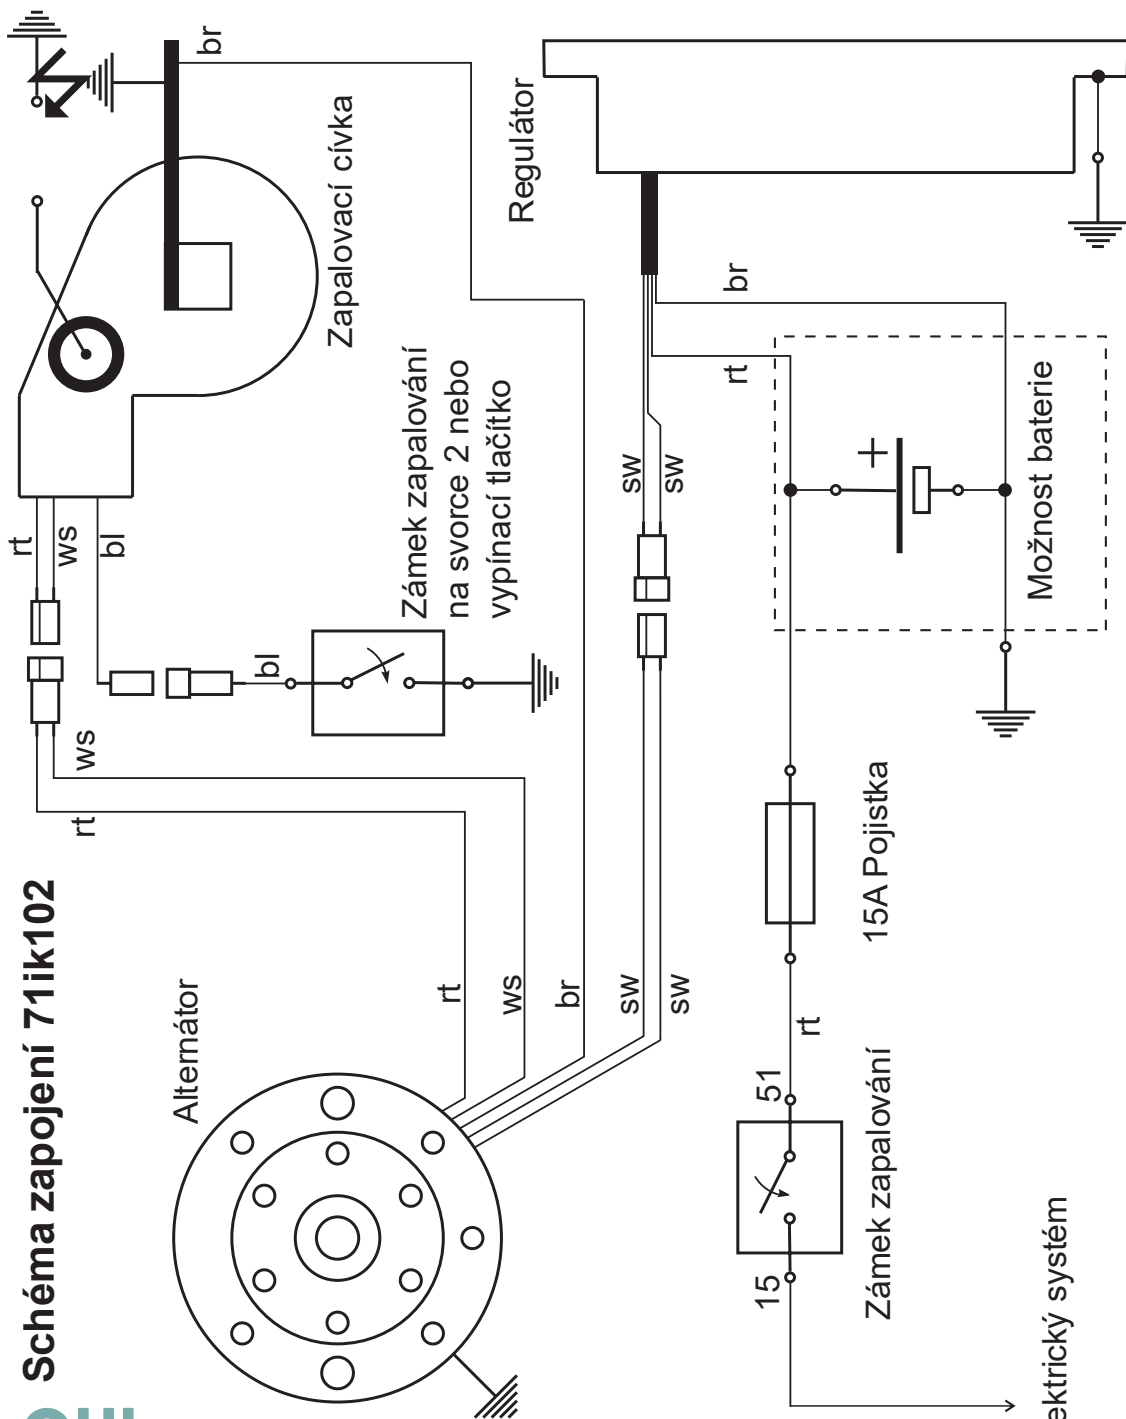 Schéma zapojení 71ik102
Alternátor
rt
ws
br
sw
sw
rt
ws
rt
ws
bl
bl
br
Zapalovací cívka
Zámek zapalování
na svorce 2 nebo
vypínací tlačítko
Regulátor
sw
sw
rt
br
+
Možnost baterie
15A Pojistka
rt
51
15
Zámek zapalování
ektrický systém